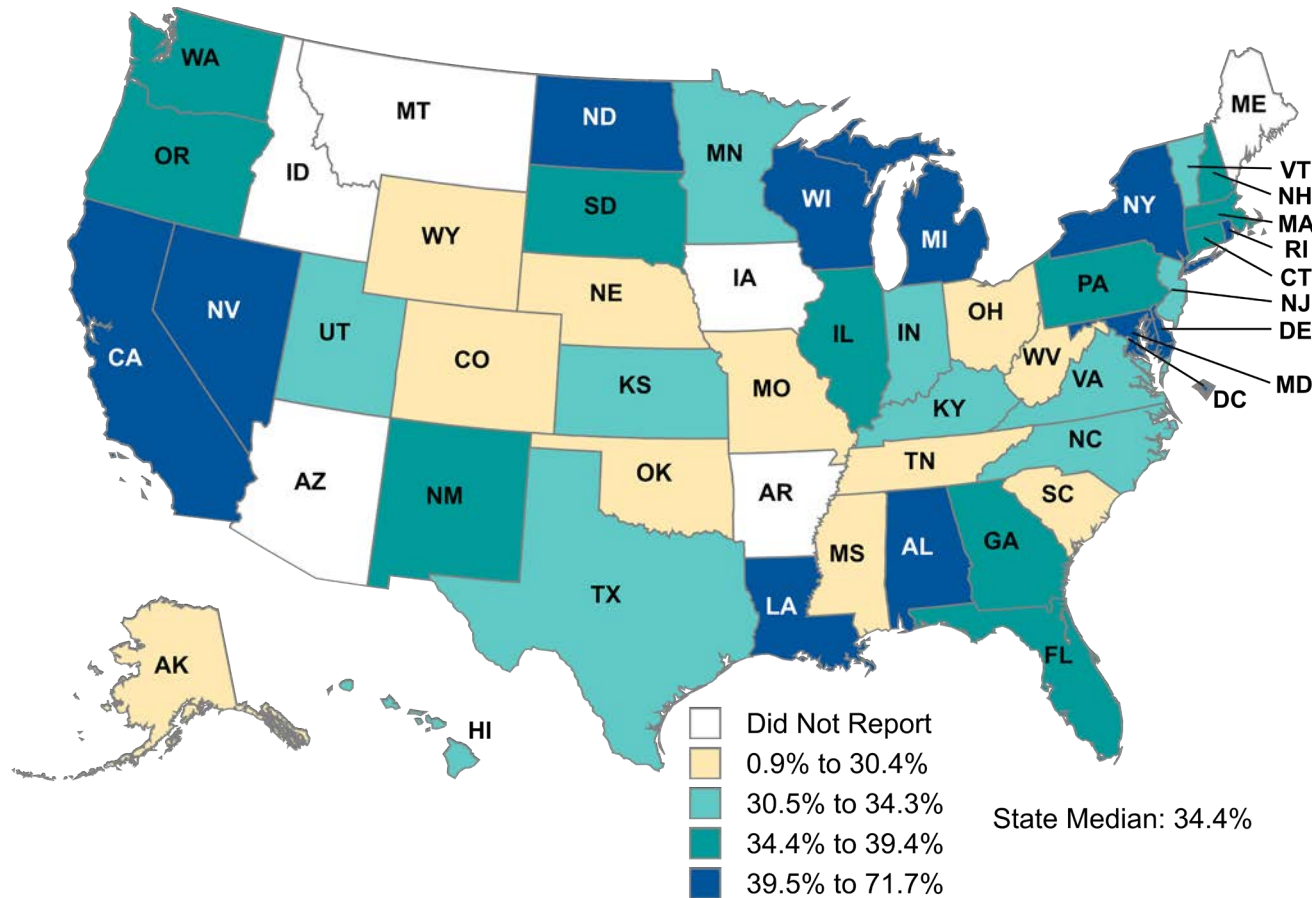 WA
MT
ME
ND
OR
MN
VT
ID
NH
SD
WI
NY
MA
WY
MI
RI
CT
IA
PA
NE
NJ
NV
OH
UT
IL
IN
DE
CA
CO
WV
KS
MO
VA
MD
KY
DC
NC
TN
OK
AZ
NM
AR
SC
MS
AL
GA
TX
LA
FL
AK
HI
Did Not Report
0.9% to 30.4%
30.5% to 34.3%
State Median: 34.4%
34.4% to 39.4%
39.5% to 71.7%